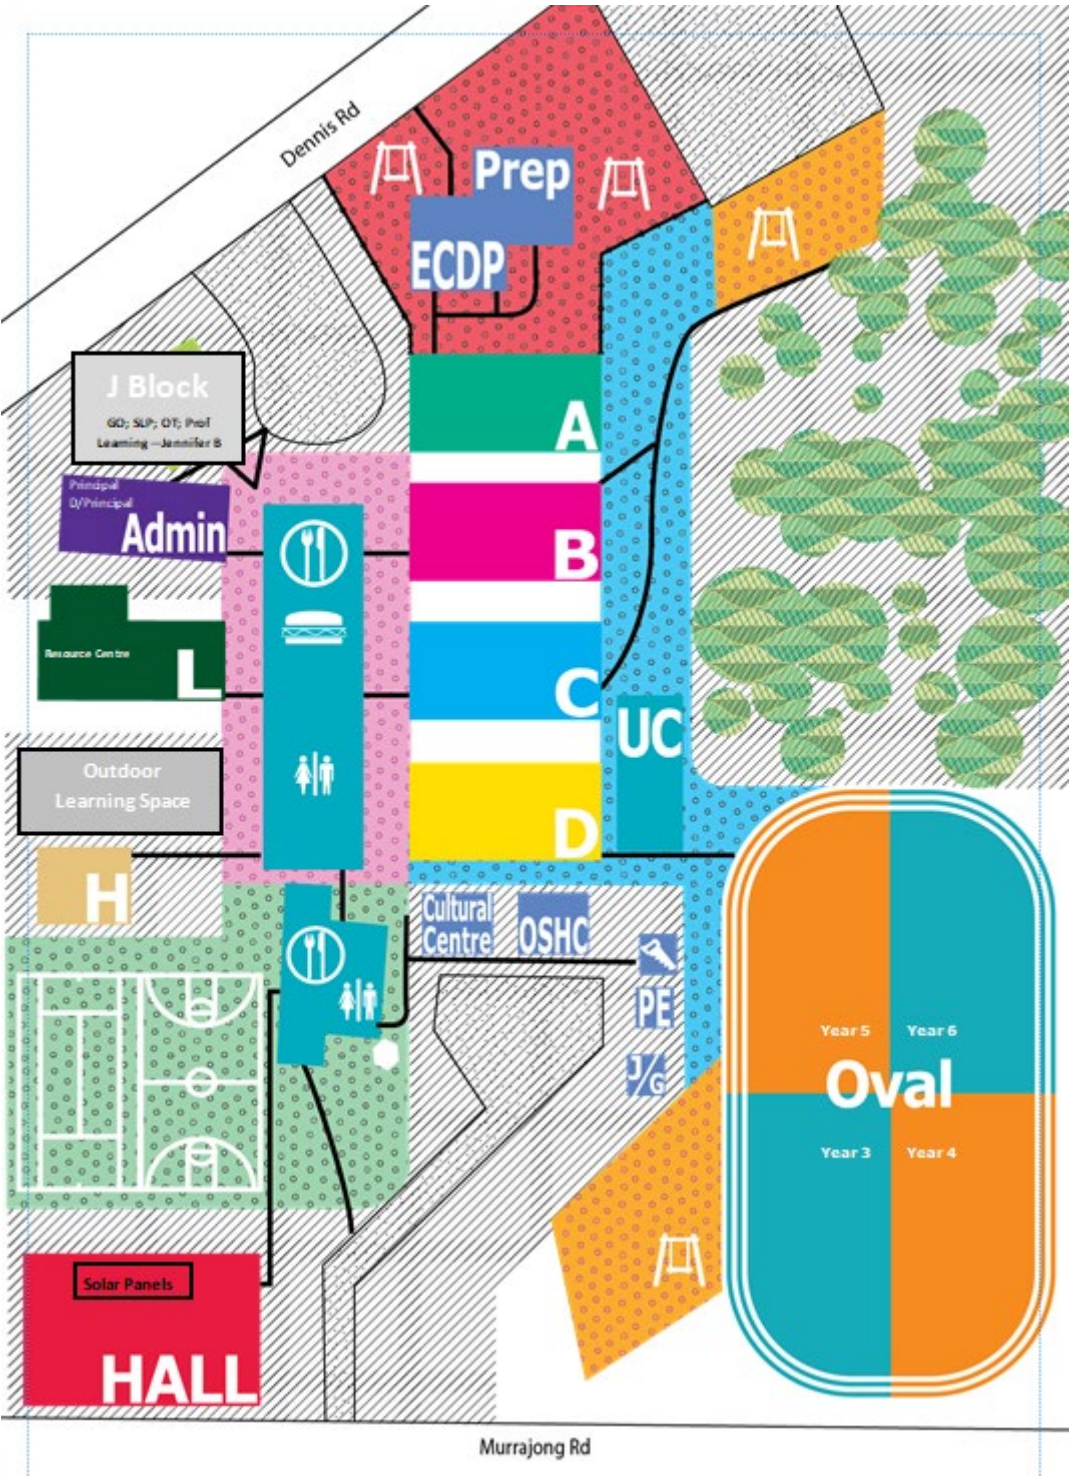 Dennis Rd
Prep
ECDP
J Block
GO; SLP; OT; Prof
Learning – Jennifer B
A
Principal
D/Principal
Admin
B
Resource Centre
L
C
UC
Outdoor
Learning Space
D
H
Cultural
Centre
OSHC
PE
J/G
Year 5
Year 6
Oval
Year 3
Year 4
Solar Panels
HALL
Murrajong Rd